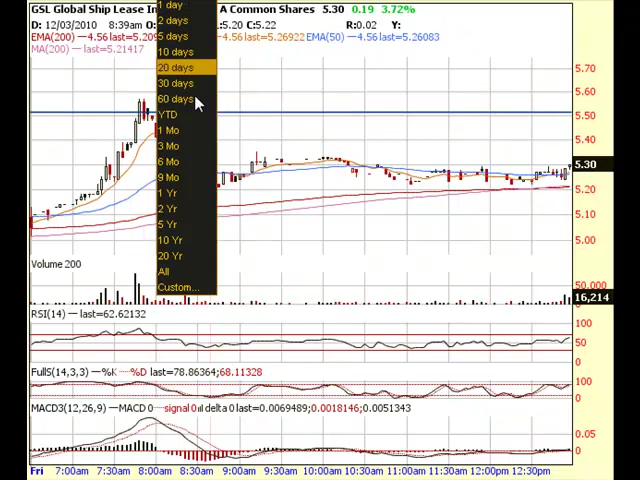 GSL Global Ship Lease In A Common Shares 5.30 0.19 3.72%
D: 12/03/2010 8:39am 5.20 C:5.22 R:0.02 Y:
EMA(200) —4.56 last=5.26922 EMA(50) —4.56 last=5.26083
MA(200) last=5.21417
1 day
2 days
5 days
10 days
20 days
30 days
60 days
YTD
1 Mo
3 Mo
6 Mo
9 Mo
1 Yr
2 Yr
5 Yr
10 Yr
20 Yr
All
Custom...
5.70
5.60
5.50
5.40
5.30
5.20
5.10
5.00
Volume 200
50,000
16,214
RSI(14) — last=62.62132
100
50
0
FullS(14,3,3) —%K —%D last=78.86364;68.11328
100
0
MACD3(12,26,9) —MACD 0 signal 0 delta 0 last=0.0069489;0.0018146;0.0051343
0.05
0
Fri 7:00am 7:30am 8:00am 8:30am 9:00am 9:30am 10:00am 10:30am 11:00am 11:30am 12:00pm 12:30pm